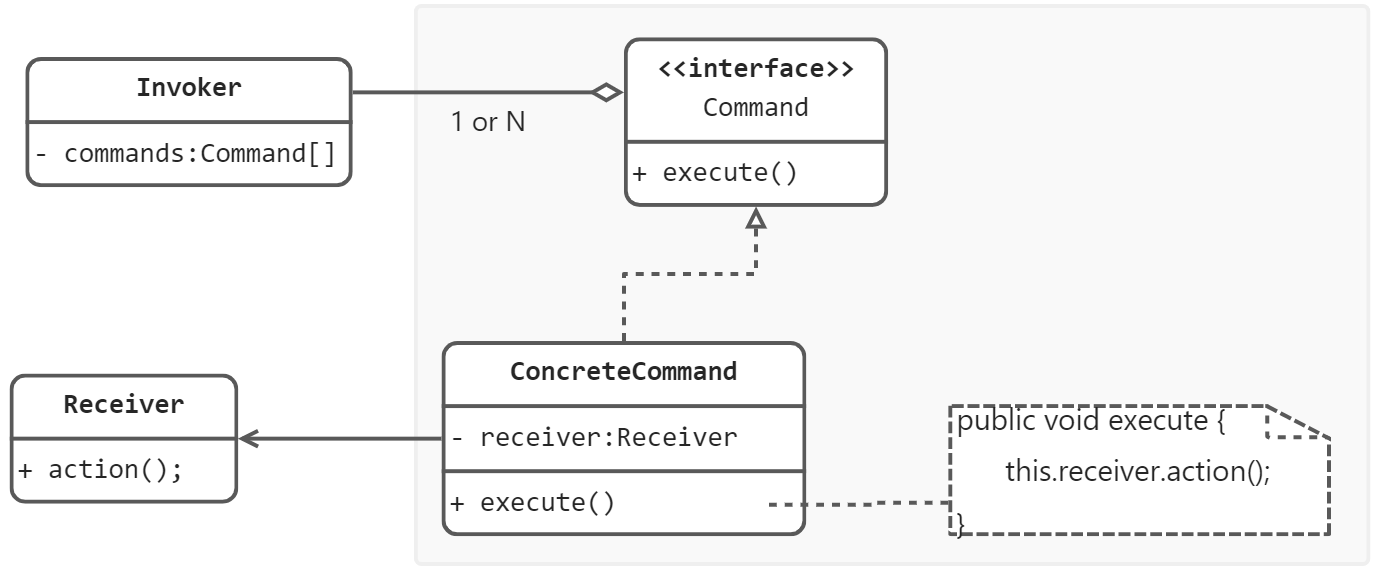 Invoker
- commands:Command[]
1 or N
<<interface>>
Command
+ execute()
Receiver
+ action();
ConcreteCommand
- receiver:Receiver
+ execute()
public void execute {
this.receiver.action();
}